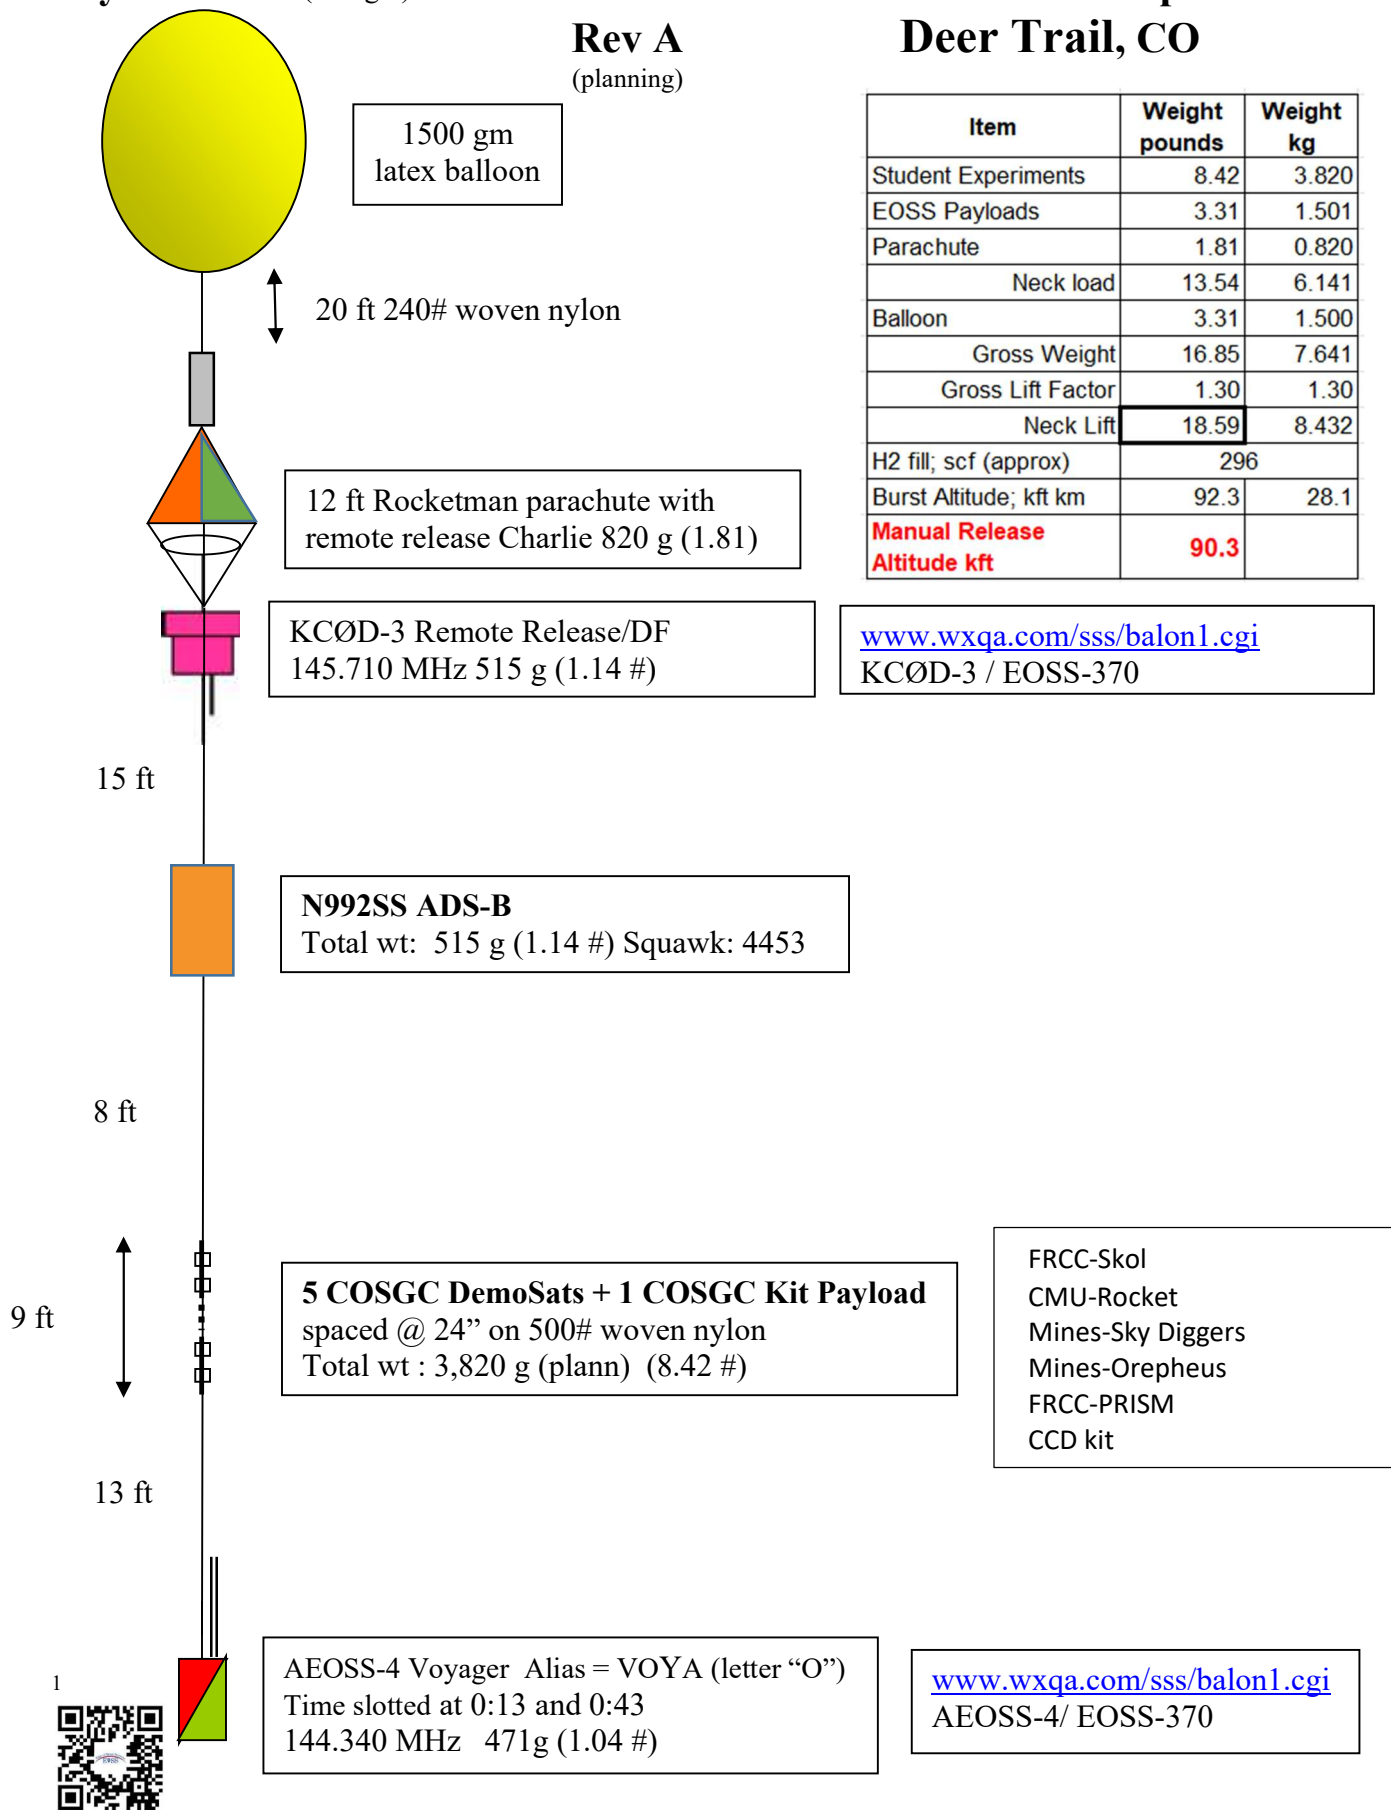 Rev A
(planning)
Deer Trail, CO
1500 gm
latex balloon
Item Weight pounds Weight kg
Student Experiments 8.42 3.820
EOSS Payloads 3.31 1.501
Parachute 1.81 0.820
Neck load 13.54 6.141
Balloon 3.31 1.500
Gross Weight 16.85 7.641
Gross Lift Factor 1.30 1.30
Neck Lift 18.59 8.432
H2 fill; scf (approx) 296
Burst Altitude; kft km 92.3 28.1
Manual Release
Altitude kft 90.3
20 ft 240# woven nylon
12 ft Rocketman parachute with
remote release Charlie 820 g (1.81)
KCØD-3 Remote Release/DF
145.710 MHz 515 g (1.14 #)
www.wxqa.com/sss/balon1.cgi
KCØD-3 / EOSS-370
15 ft
N992SS ADS-B
Total wt: 515 g (1.14 #) Squawk: 4453
8 ft
9 ft
5 COSGC DemoSats + 1 COSGC Kit Payload
spaced @ 24” on 500# woven nylon
Total wt : 3,820 g (plann) (8.42 #)
FRCC-Skol
CMU-Rocket
Mines-Sky Diggers
Mines-Orepheus
FRCC-PRISM
CCD kit
13 ft
AEOSS-4 Voyager Alias = VOYA (letter “O”)
Time slotted at 0:13 and 0:43
144.340 MHz 471g (1.04 #)
www.wxqa.com/sss/balon1.cgi
AEOSS-4/ EOSS-370
1